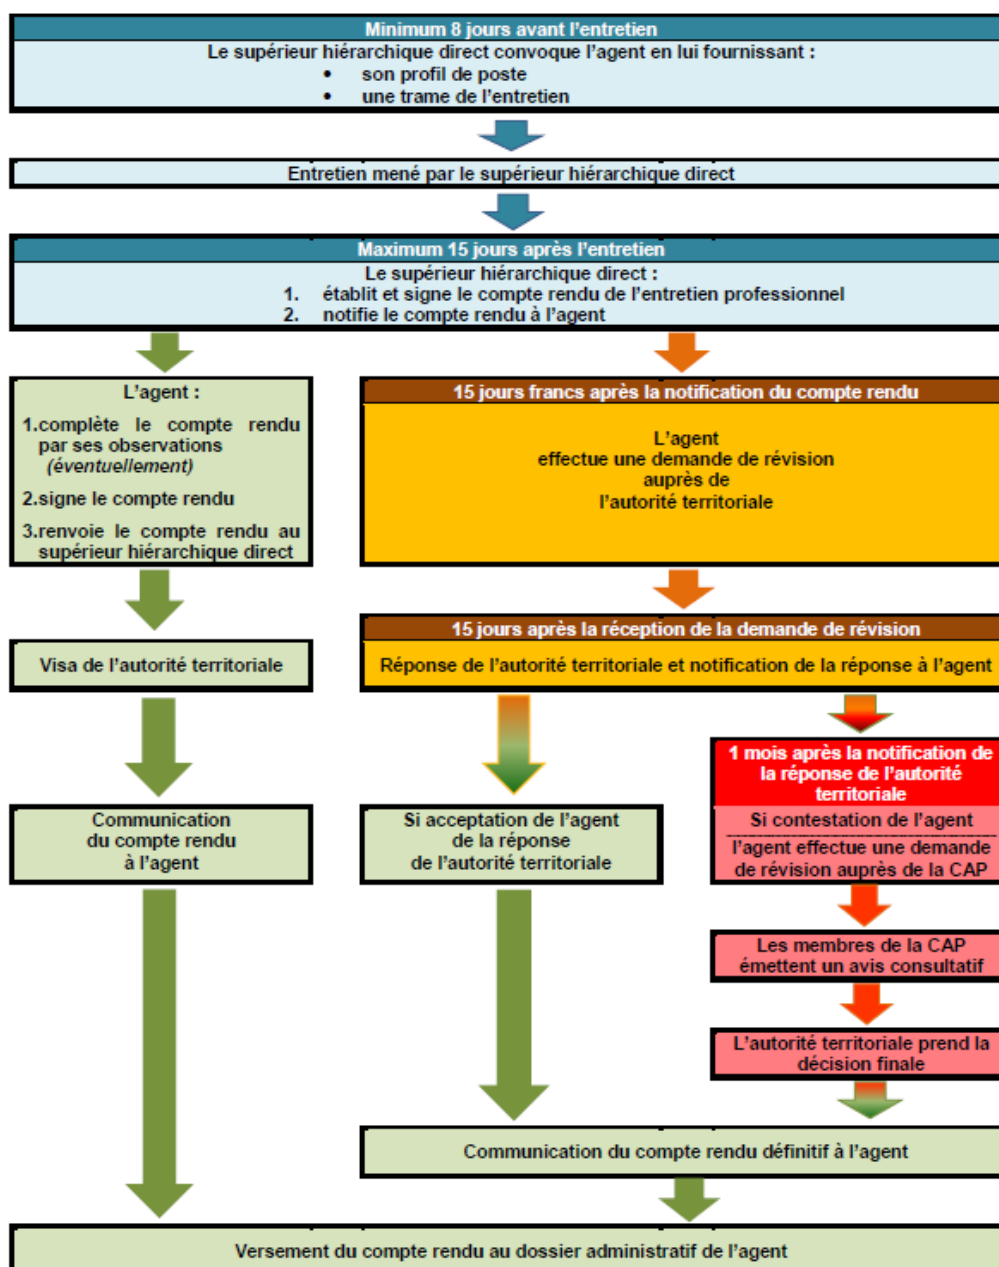 Minimum 8 jours avant l'entretien
Le supérieur hiérarchique direct convoque l'agent en lui fournissant :
• son profil de poste
• une trame de l'entretien
Entretien mené par le supérieur hiérarchique direct
Maximum 15 jours après l'entretien
Le supérieur hiérarchique direct :
1. établit et signe le compte rendu de l'entretien professionnel
2. notifie le compte rendu à l'agent
L'agent :
1.complète le compte rendu
par ses observations
(éventuellement)
2.signe le compte rendu
3.renvoie le compte rendu au
supérieur hiérarchique direct
15 jours francs après la notification du compte rendu
L'agent
effectue une demande de révision
auprès de
l'autorité territoriale
15 jours après la réception de la demande de révision
Réponse de l'autorité territoriale et notification de la réponse à l'agent
Visa de l'autorité territoriale
1 mois après la notification de
la réponse de l'autorité
territoriale
Si contestation de l'agent
l'agent effectue une demande
de révision auprès de la CAP
Communication
du compte rendu
à l'agent
Si acceptation de l'agent
de la réponse
de l'autorité territoriale
Les membres de la CAP
émettent un avis consultatif
L'autorité territoriale prend la
décision finale
Communication du compte rendu définitif à l'agent
Versement du compte rendu au dossier administratif de l'agent